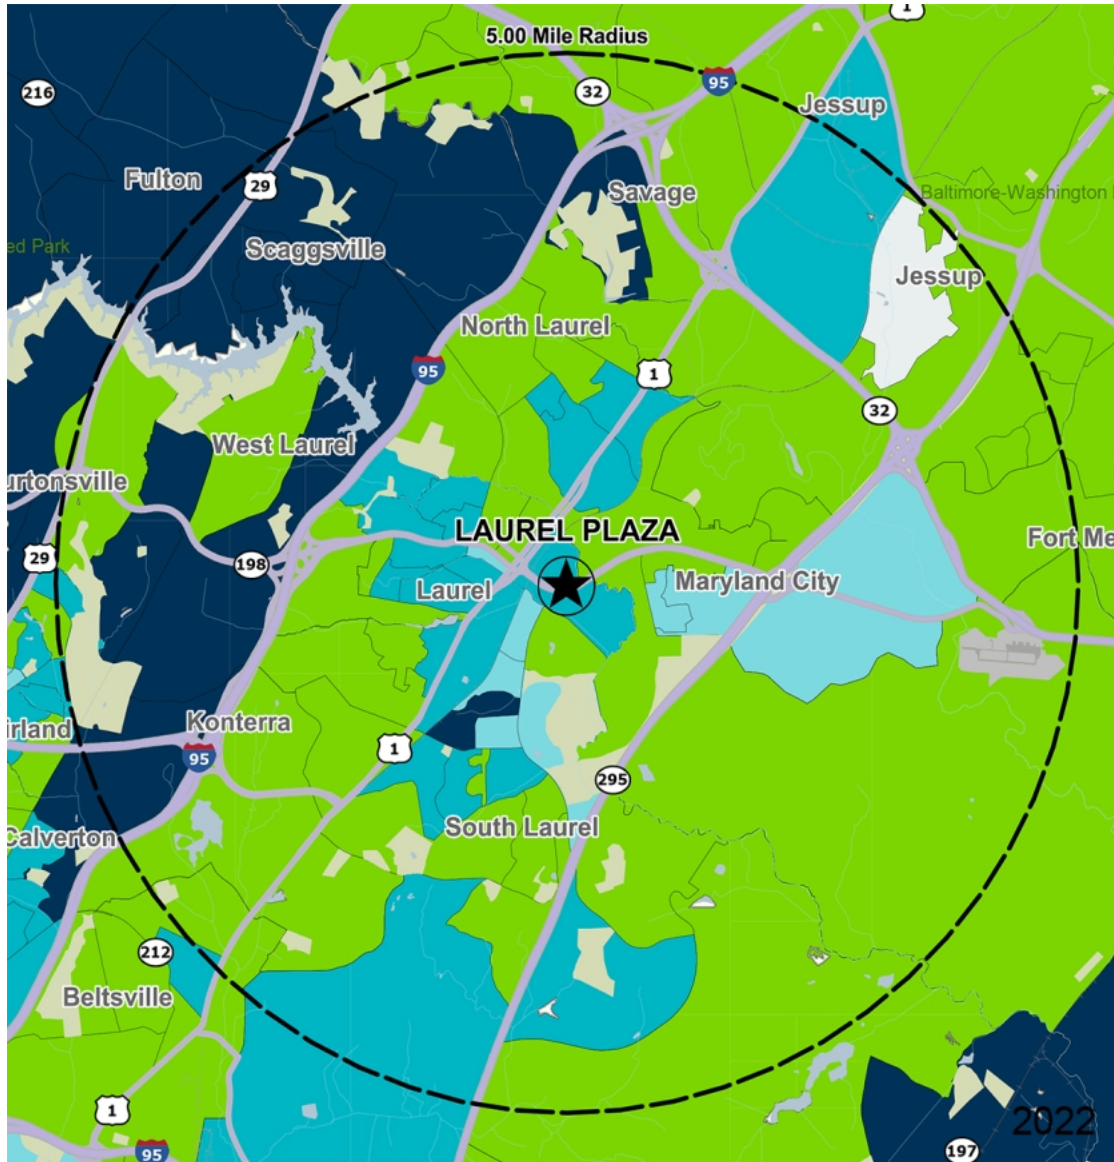 1
5.00 Mile Radius
95
32
216
Jessup
Fulton
29
Savage
Baltimore-Washington
ed Park
Scaggsville
Jessup
North Laurel
95
1
32
West Laurel
urtonsville
LAUREL PLAZA
Fort Me
29
198
Laurel
Maryland City
irland
Konterra
1
95
295
Calverton
South Laurel
212
Beltsville
1
2022
95
197